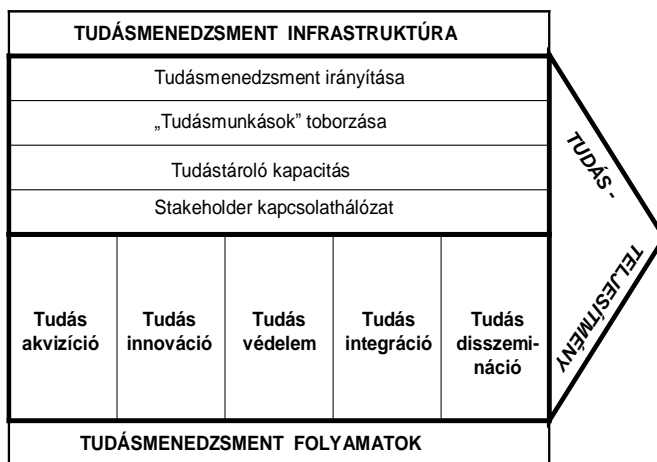 TUDÁSMENEDZSMENT INFRASTRUKTÚRA
Tudásmenedzsment irányítása
„Tudásmunkások” toborzása
Tudástároló kapacitás
Stakeholder kapcsolathálózat
TUDÁS -
TELJESÍTMÉNY
Tudás
akvizíció
Tudás
innováció
Tudás
védelem
Tudás
integráció
Tudás
disszemi-
náció
TUDÁSMENEDZSMENT FOLYAMATOK